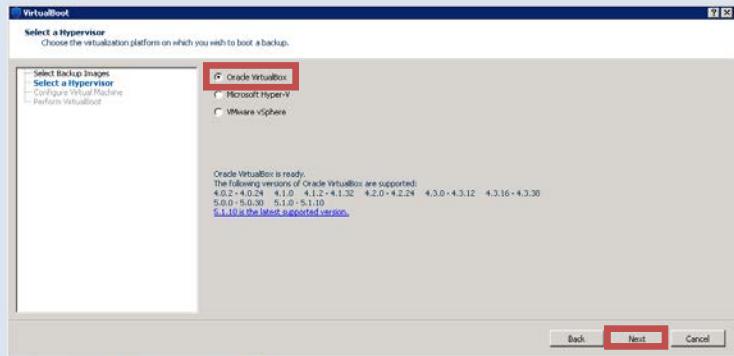 VirtualBoot
Select a Hypervisor
Choose the virtualization platform on which you wish to boot a backup.
Select Backup Images
Select a Hypervisor
Configure Virtual Machine
Perform VirtualBoot
Oracle VirtualBox
Microsoft Hyper-V
VMware vSphere
Oracle VirtualBox is ready.
The following versions of Oracle VirtualBox are supported:
4.0.2 - 4.0.24 4.1.0 4.1.2 - 4.1.32 4.2.0 - 4.2.24 4.3.0 - 4.3.12 4.3.16 - 4.3.38
5.0.0 - 5.0.30 5.1.0 - 5.1.10
5.1.10 is the latest supported version.
Back Next Cancel